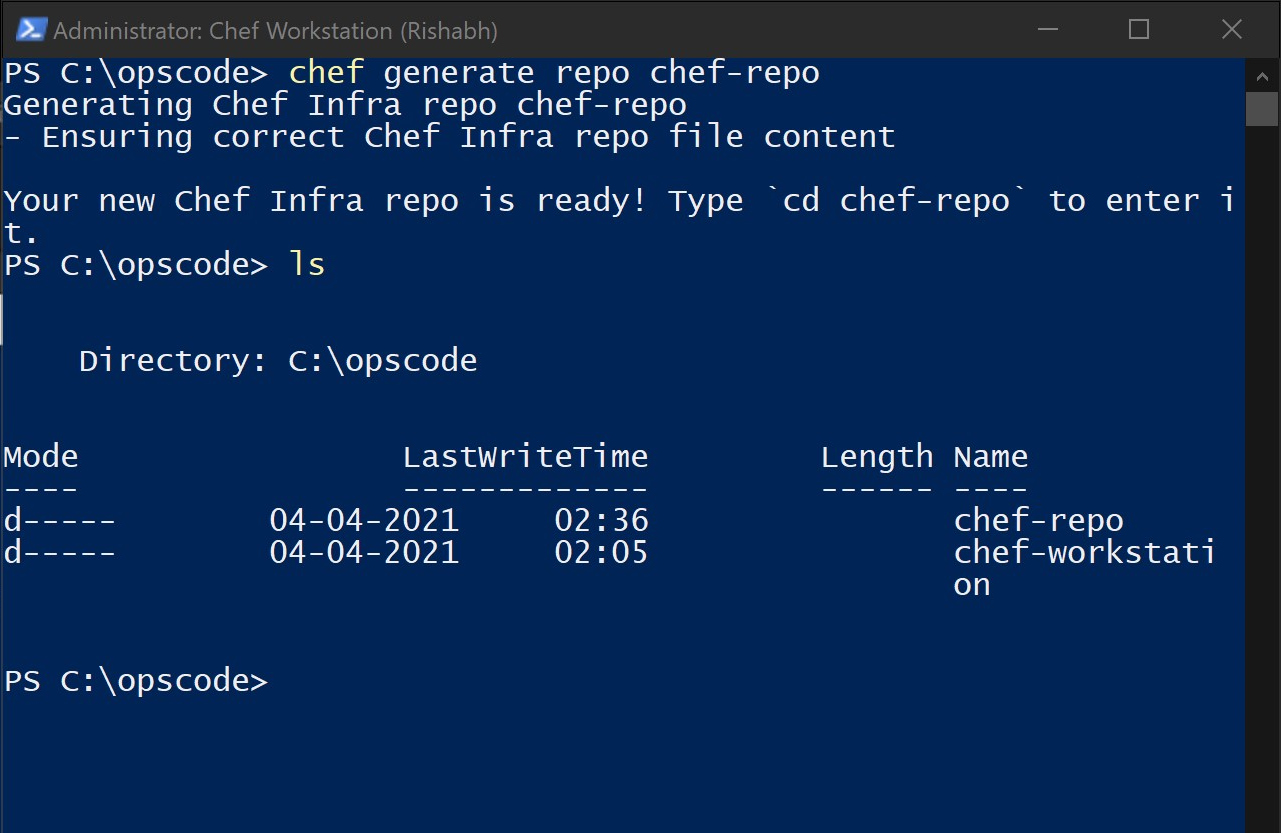 Administrator: Chef Workstation (Rishabh)
PS C:\opscode> chef generate repo chef-repo
Generating Chef Infra repo chef-repo
- Ensuring correct Chef Infra repo file content
Your new Chef Infra repo is ready! Type `cd chef-repo` to enter i
t.
PS C:\opscode> ls
Directory: C:\opscode
Mode LastWriteTime Length Name
---- ------------- ------ ----
d----- 04-04-2021 02:36 chef-repo
d----- 04-04-2021 02:05 chef-workstati
on
PS C:\opscode>